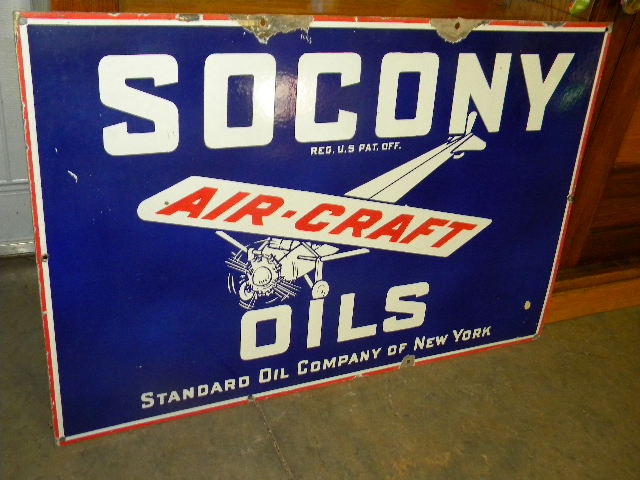 SOCONY
REG. U.S PAT. OFF.
AIR-CRAFT
OILS
STANDARD OIL COMPANY OF NEW YORK